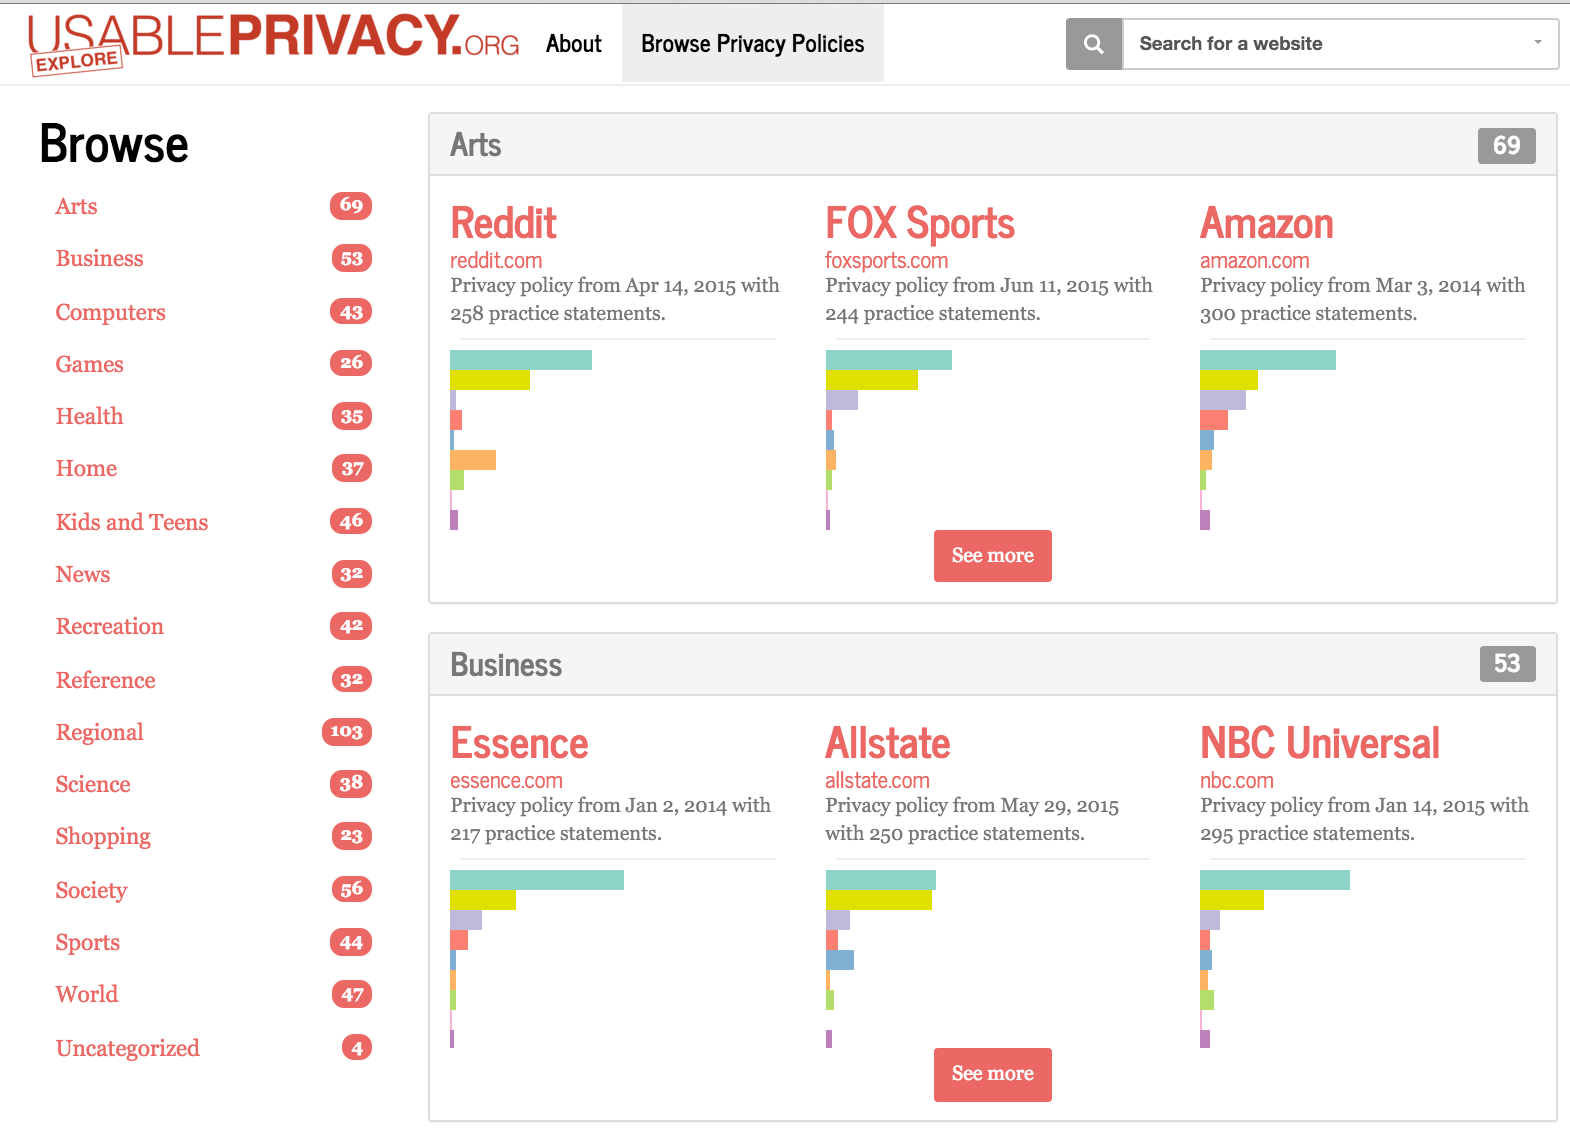 USABLEPRIVACY.ORG
EXPLORE
About
Browse Privacy Policies
Search for a website
Browse
Arts 69
Business 53
Computers 43
Games 26
Health 35
Home 37
Kids and Teens 46
News 32
Recreation 42
Reference 32
Regional 103
Science 38
Shopping 23
Society 56
Sports 44
World 47
Uncategorized 4
Arts 69
Reddit
reddit.com
Privacy policy from Apr 14, 2015 with
258 practice statements.
FOX Sports
foxsports.com
Privacy policy from Jun 11, 2015 with
244 practice statements.
Amazon
amazon.com
Privacy policy from Mar 3, 2014 with
300 practice statements.
See more
Business 53
Essence
essence.com
Privacy policy from Jan 2, 2014 with
217 practice statements.
Allstate
allstate.com
Privacy policy from May 29, 2015
with 250 practice statements.
NBC Universal
nbc.com
Privacy policy from Jan 14, 2015 with
295 practice statements.
See more